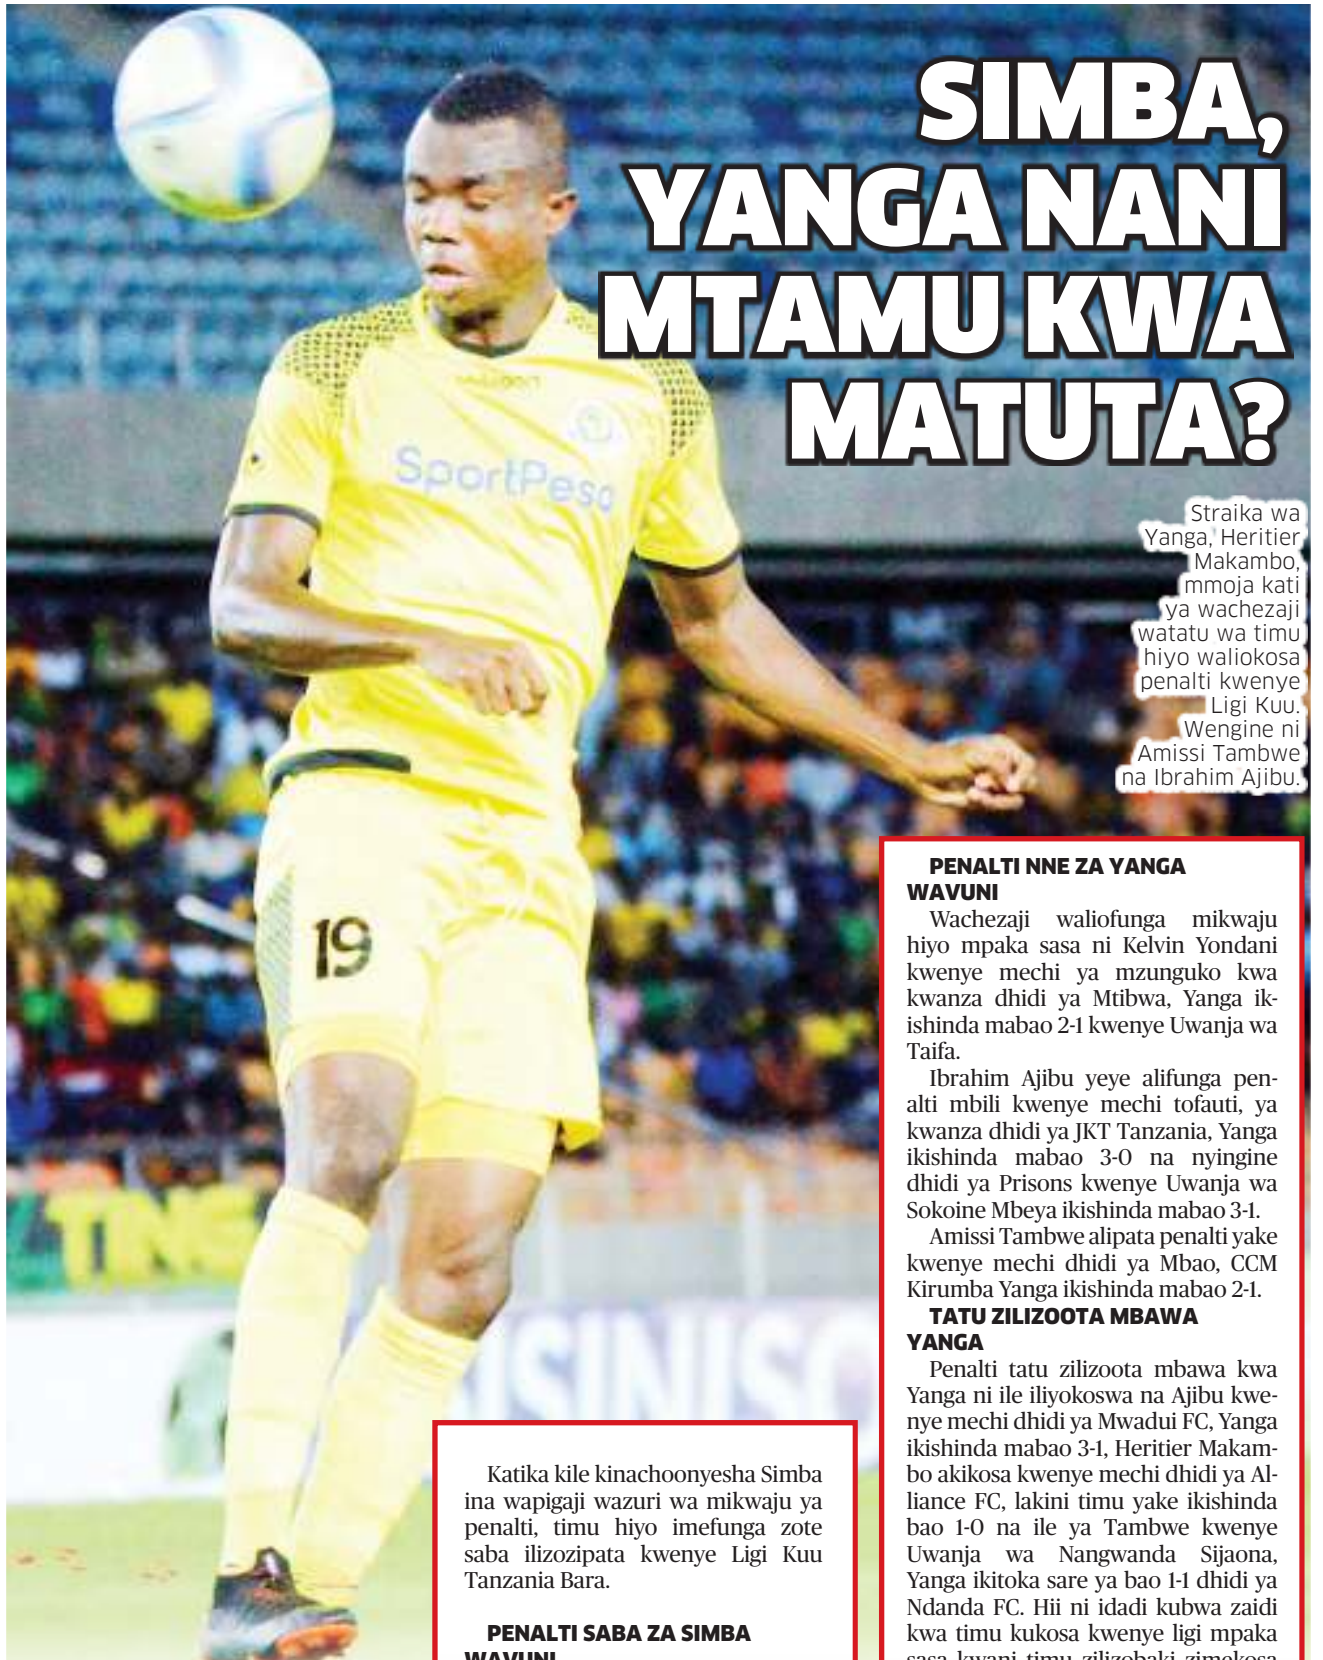 SIMBA,
YANGA NANI
MTAMU KWA
MATUTA?
Straika wa
Yanga, Heritier
Makambo,
mmoja kati
ya wachezaji
watatu wa timu
hiyo waliokosa
penalti kwenye
Ligi Kuu.
Wengine ni
Amissi Tambwe
na Ibrahim Ajibu.
SportPesa
19
TNS
SINISC
Katika kile kinachoonyesha Simba
ina wapigaji wazuri wa mikwaju ya
penalti, timu hiyo imefunga zote
saba ilizozipata kwenye Ligi Kuu
Tanzania Bara.
PENALTI SABA ZA SIMBA
WAVUNI
PENALTI NNE ZA YANGA
WAVUNI
Wachezaji waliofunga mikwaju
hiyo mpaka sasa ni Kelvin Yondani
kwenye mechi ya mzunguko kwa
kwanza dhidi ya Mtibwa, Yanga ik-
ishinda mabao 2-1 kwenye Uwanja wa
Taifa.
Ibrahim Ajibu yeye alifunga pen-
alti mbili kwenye mechi tofauti, ya
kwanza dhidi ya JKT Tanzania, Yanga
ikishinda mabao 3-0 na nyingine
dhidi ya Prisons kwenye Uwanja wa
Sokoine Mbeya ikishinda mabao 3-1.
Amissi Tambwe alipata penalti yake
kwenye mechi dhidi ya Mbao, CCM
Kirumba Yanga ikishinda mabao 2-1.
TATU ZILIZOOTA MBAWA
YANGA
Penalti tatu zilizoota mbawa kwa
Yanga ni ile iliyokoswa na Ajibu kwe-
nye mechi dhidi ya Mwadui FC, Yanga
ikishinda mabao 3-1, Heritier Makam-
bo akikosa kwenye mechi dhidi ya Al-
liance FC, lakini timu yake ikishinda
bao 1-0 na ile ya Tambwe kwenye
Uwanja wa Nangwanda Sijaona,
Yanga ikitoka sare ya bao 1-1 dhidi ya
Ndanda FC. Hii ni idadi kubwa zaidi
kwa timu kukosa kwenye ligi mpaka
sasa kwani timu zilizobaki zimekosa